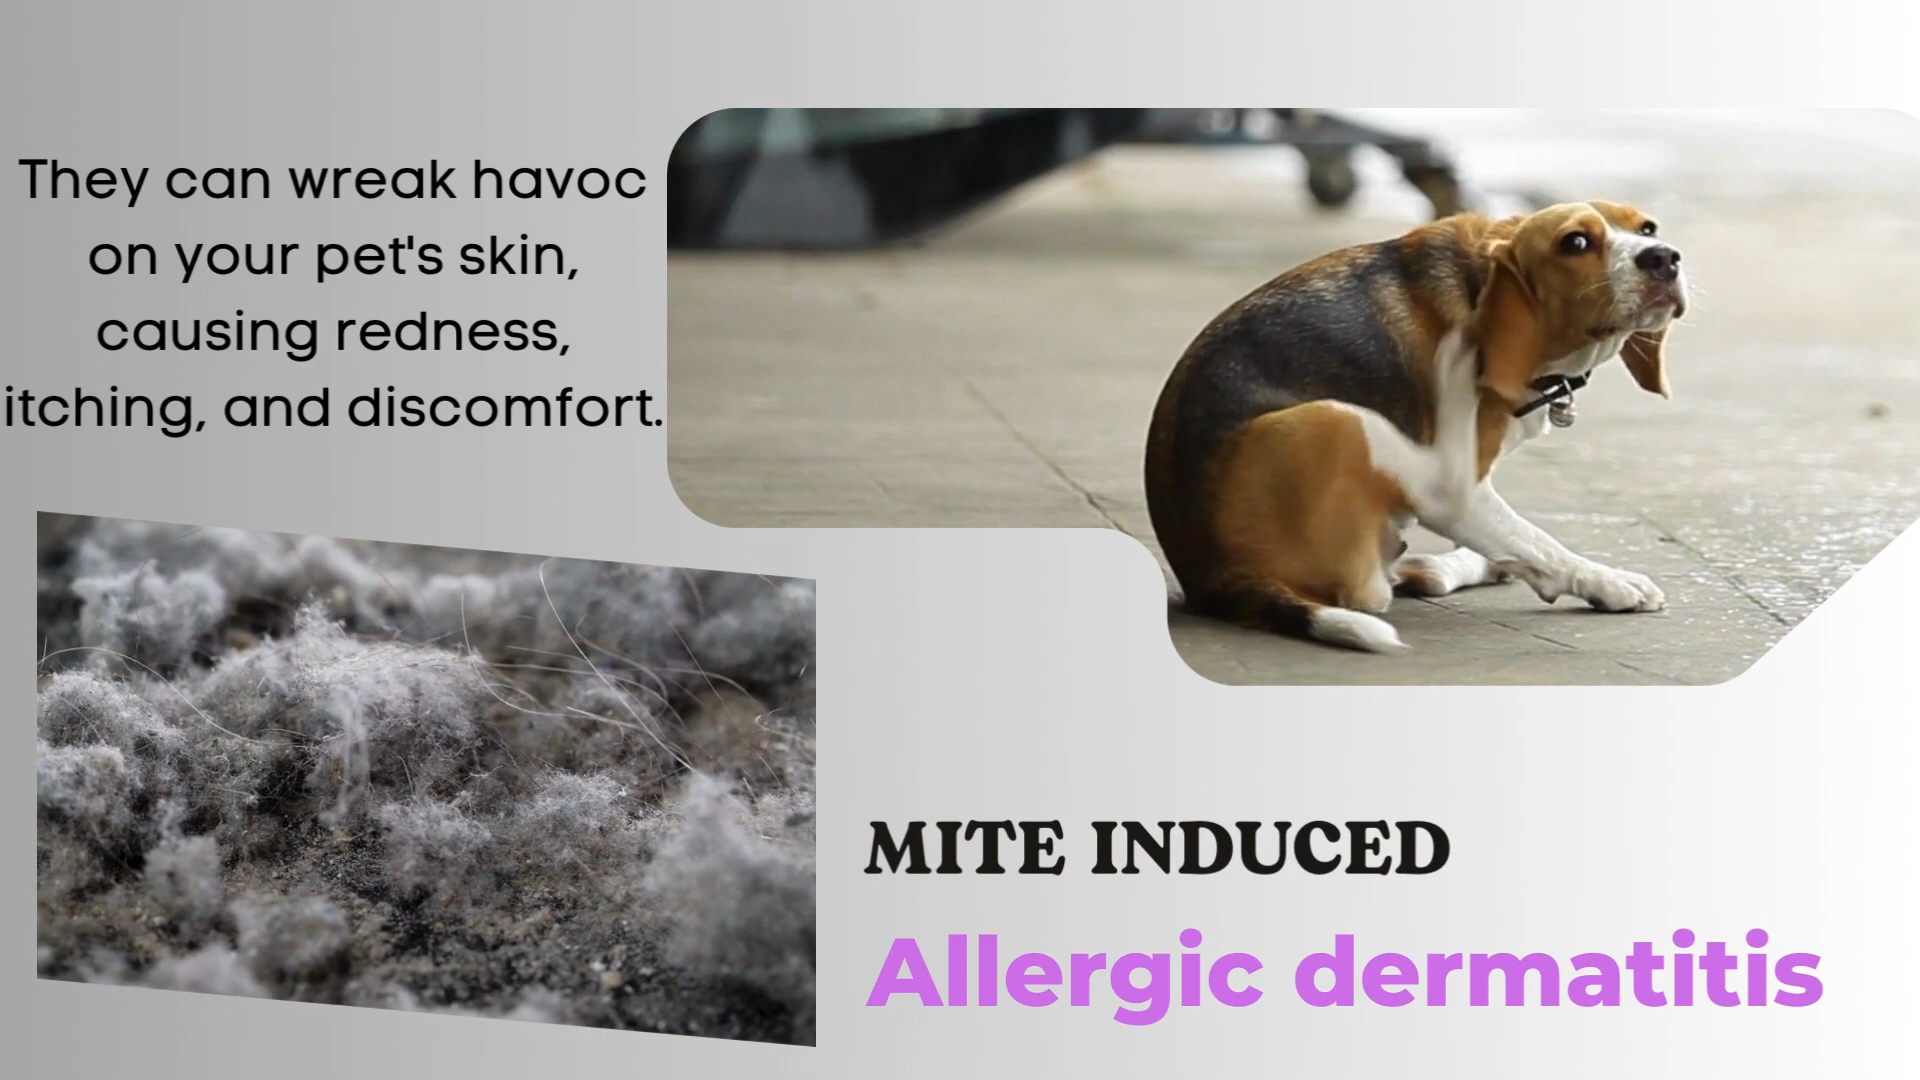 They can wreak havoc
on your pet's skin,
causing redness,
itching, and discomfort.
MITE INDUCED
Allergic dermatitis